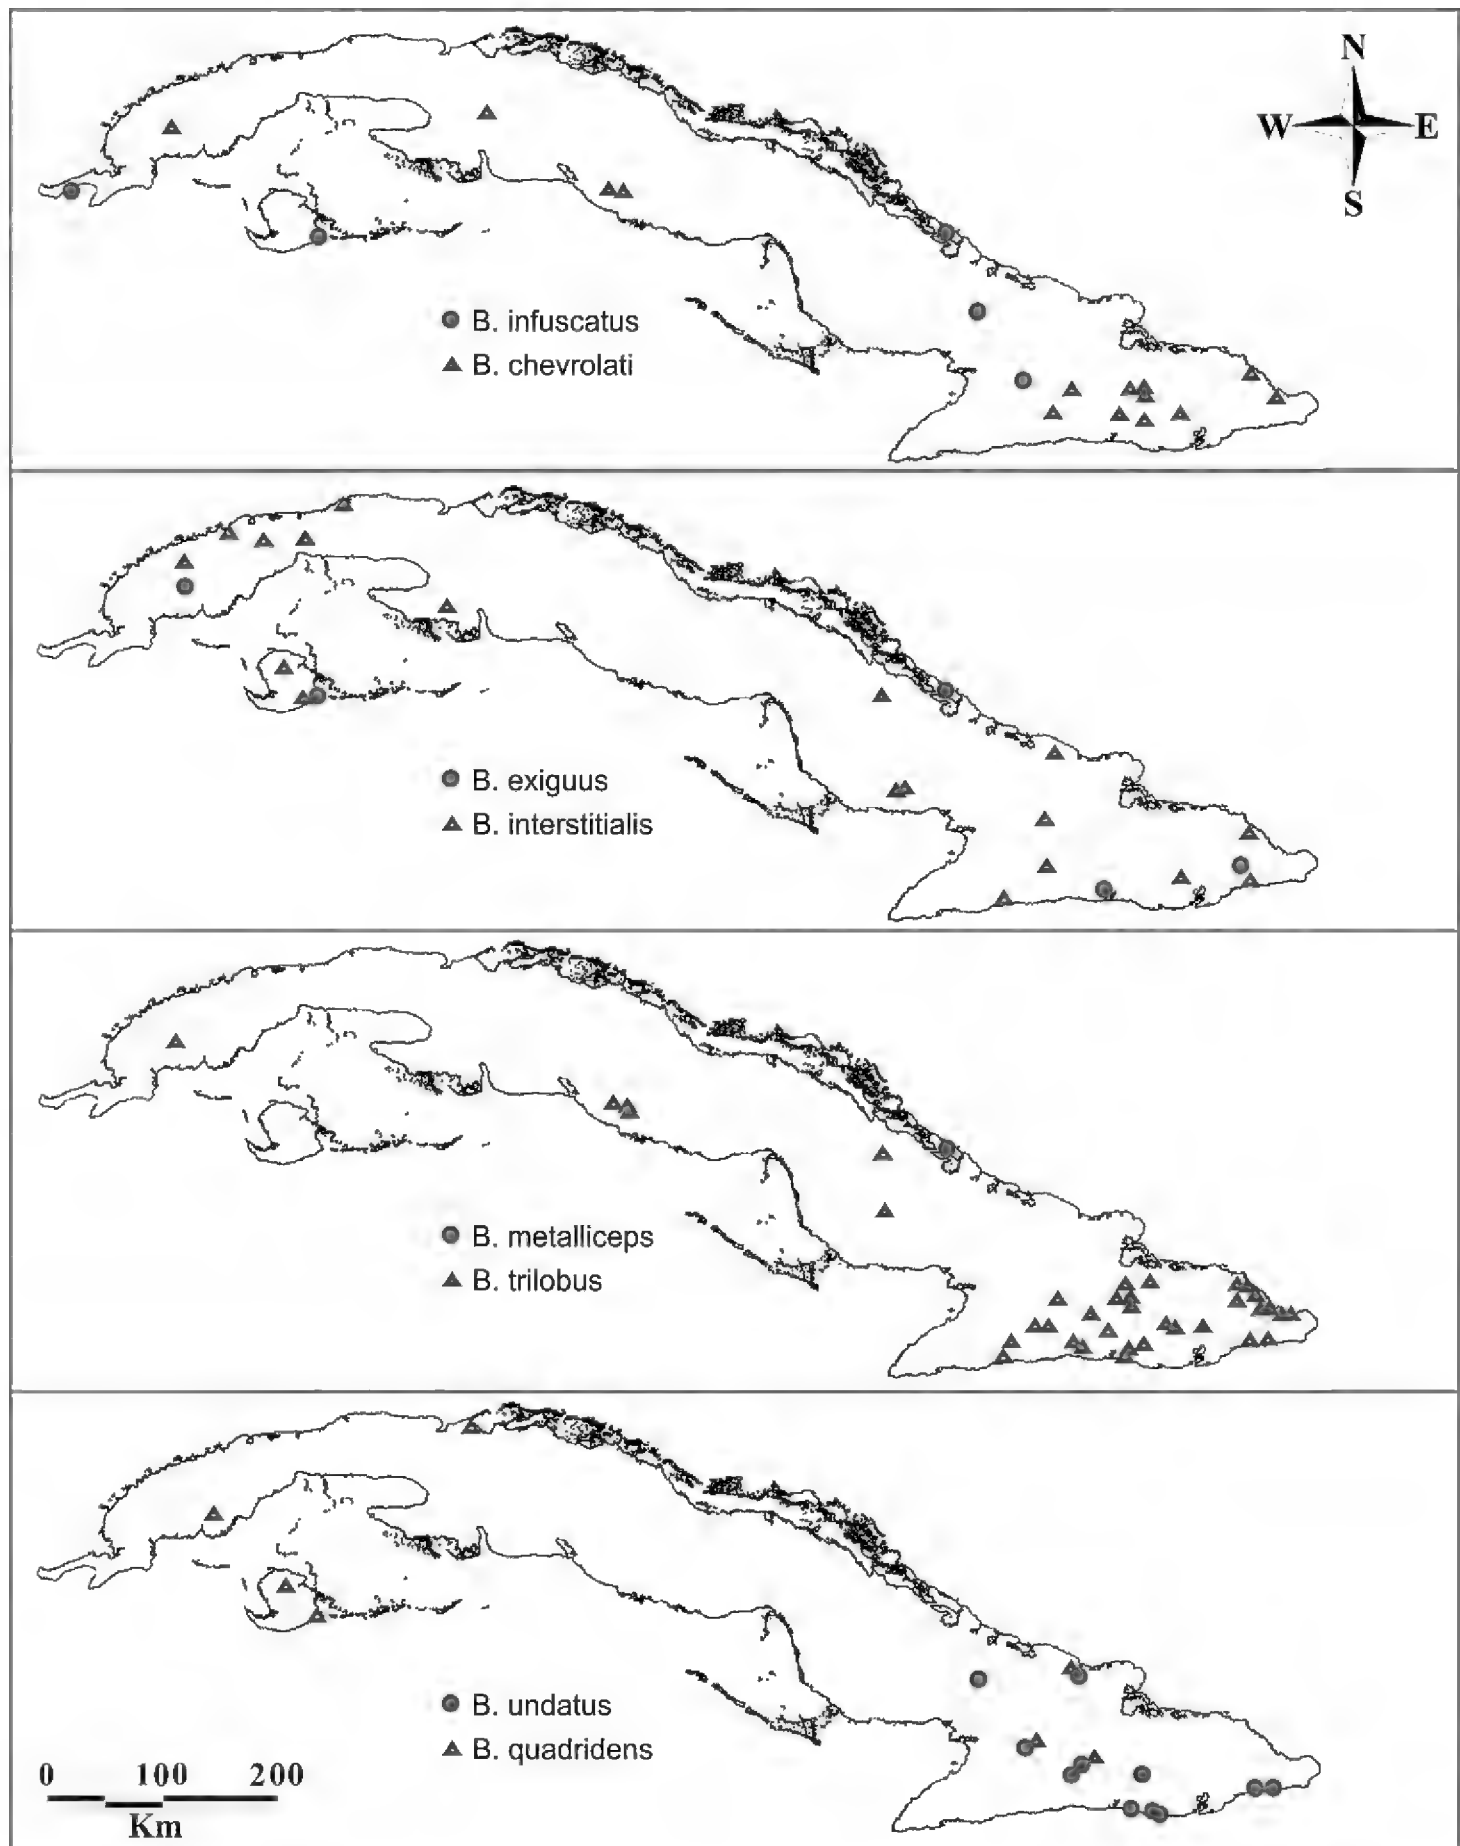 N
W E
S
B. infuscatus
B. chevrolati
B. exiguus
B. interstitialis
B. metalliceps
B. trilobus
B. undatus
B. quadridens
0 100 200
Km